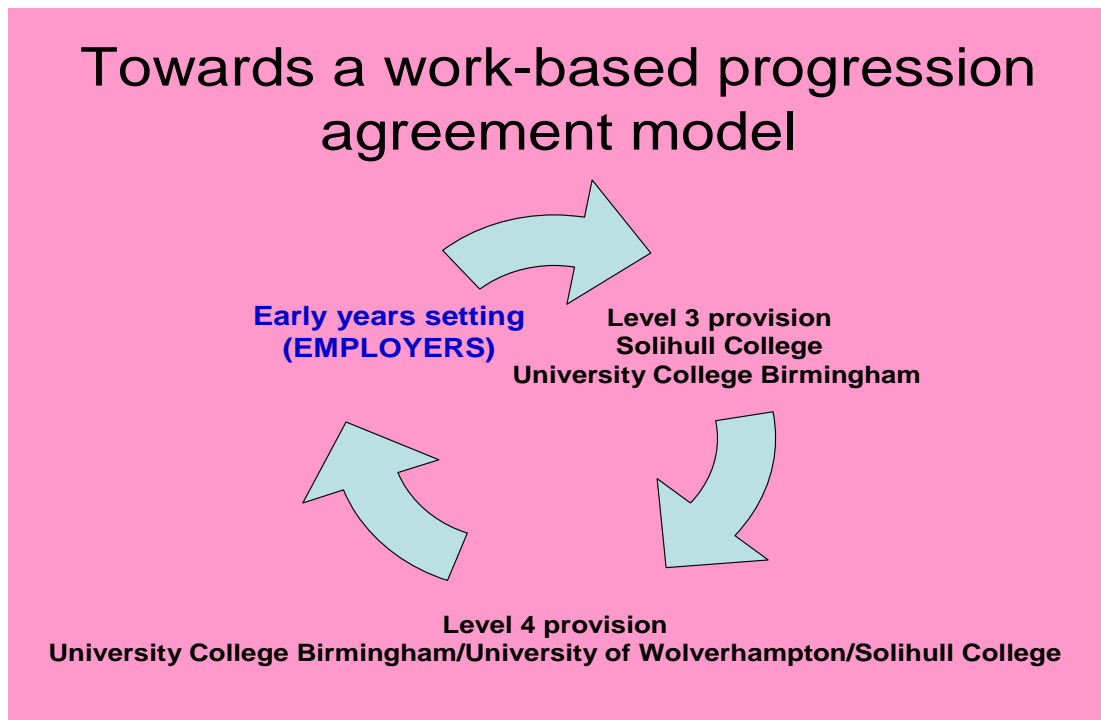 Towards a work-based progression
agreement model
Early years setting
(EMPLOYERS)
Level 3 provision
Solihull College
University College Birmingham
Level 4 provision
University College Birmingham/University of Wolverhampton/Solihull College